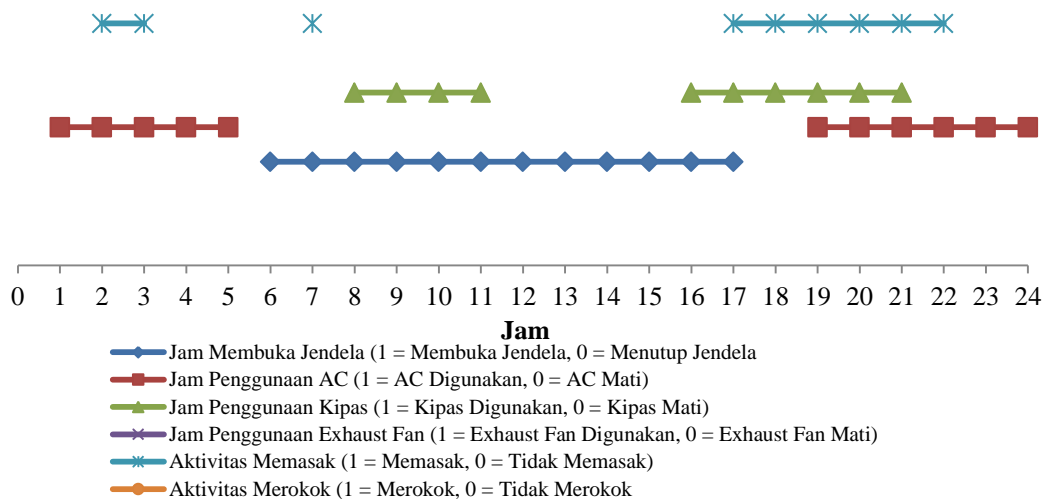 0 1 2 3 4 5 6 7 8 9 10 11 12 13 14 15 16 17 18 19 20 21 22 23 24
Jam
Jam Membuka Jendela (1 = Membuka Jendela, 0 = Menutup Jendela
Jam Penggunaan AC (1 = AC Digunakan, 0 = AC Mati)
Jam Penggunaan Kipas (1 = Kipas Digunakan, 0 = Kipas Mati)
Jam Penggunaan Exhaust Fan (1 = Exhaust Fan Digunakan, 0 = Exhaust Fan Mati)
Aktivitas Memasak (1 = Memasak, 0 = Tidak Memasak)
Aktivitas Merokok (1 = Merokok, 0 = Tidak Merokok